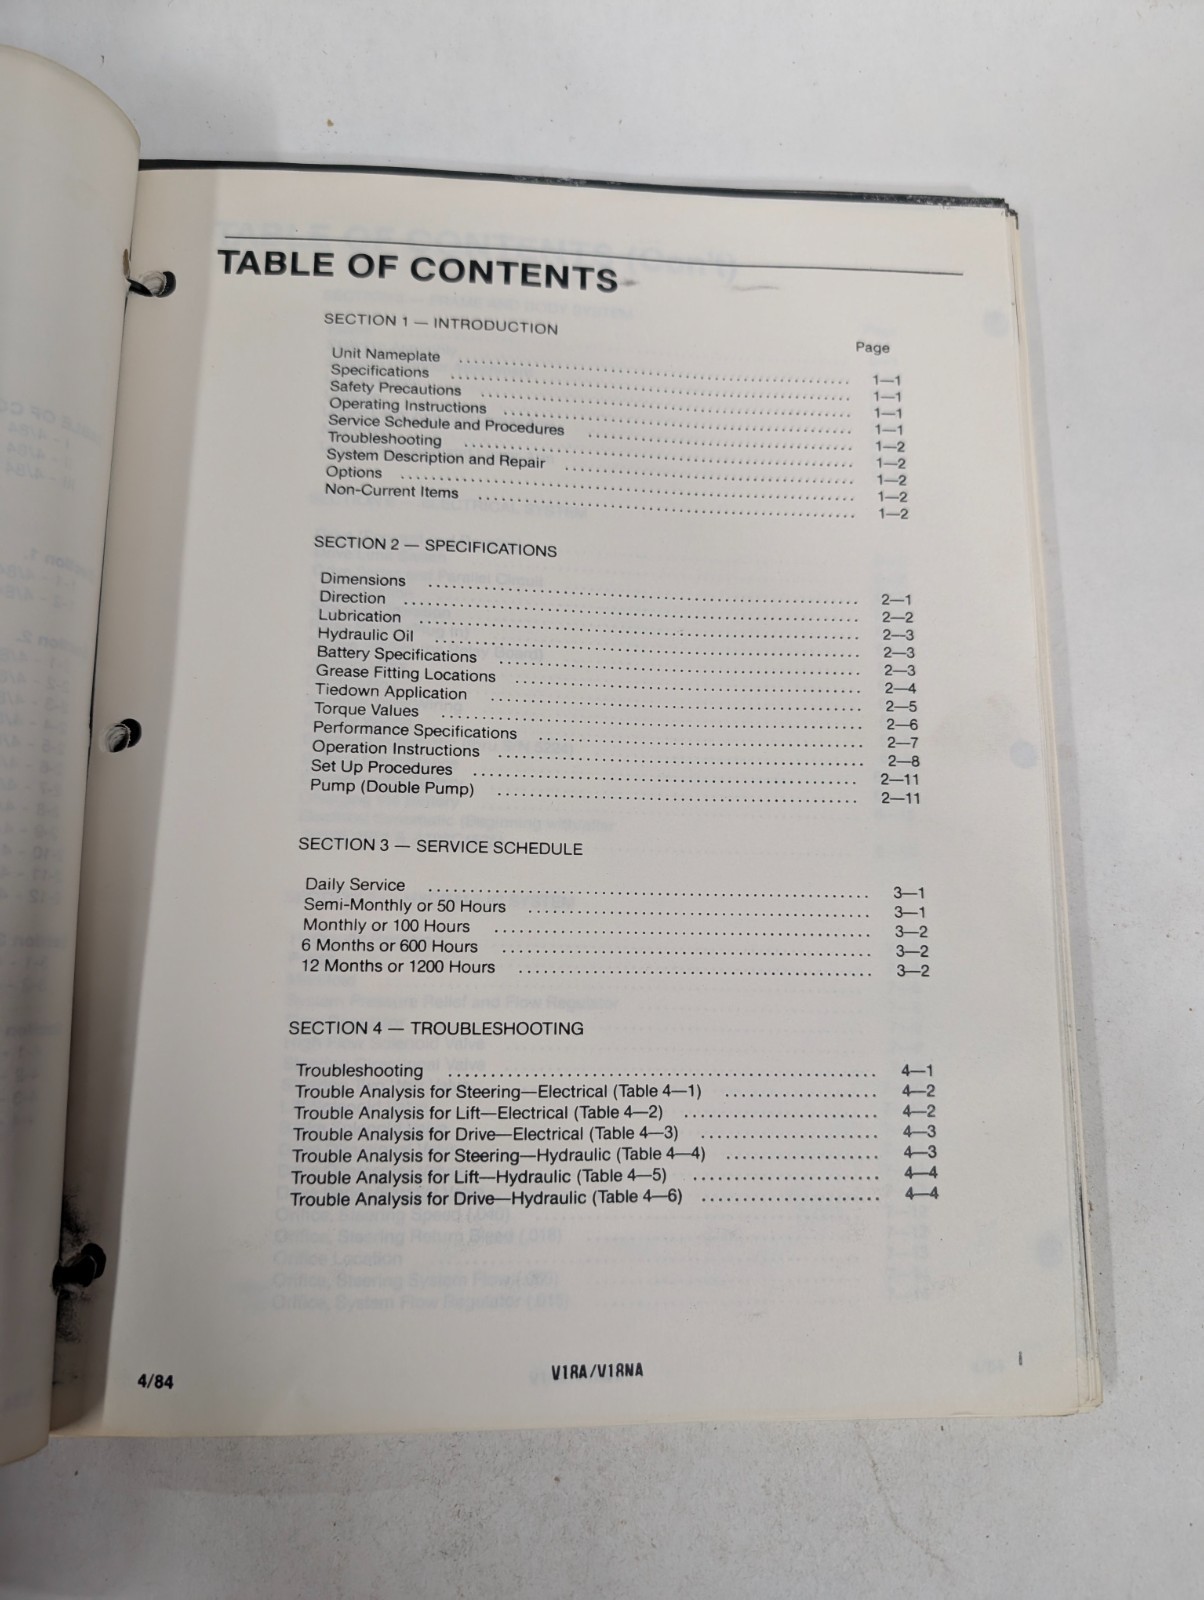 TABLE OF CONTENTS
SECTION 1 — INTRODUCTION
Page
Unit Nameplate ........ 1—1
Specifications ........ 1—1
Safety Precautions ........ 1—1
Operating Instructions ........ 1—1
Service Schedule and Procedures ........ 1—2
Troubleshooting ........ 1—2
System Description and Repair ........ 1—2
Options ........ 1—2
Non-Current Items ........ 1—2
SECTION 2 — SPECIFICATIONS
Dimensions ........ 2—1
Direction ........ 2—2
Lubrication ........ 2—3
Hydraulic Oil ........ 2—3
Battery Specifications ........ 2—3
Grease Fitting Locations ........ 2—4
Tiedown Application ........ 2—5
Torque Values ........ 2—6
Performance Specifications ........ 2—7
Operation Instructions ........ 2—8
Set Up Procedures ........ 2—11
Pump (Double Pump) ........ 2—11
SECTION 3 — SERVICE SCHEDULE
Daily Service ........ 3—1
Semi-Monthly or 50 Hours ........ 3—1
Monthly or 100 Hours ........ 3—2
6 Months or 600 Hours ........ 3—2
12 Months or 1200 Hours ........ 3—2
SECTION 4 — TROUBLESHOOTING
Troubleshooting ........ 4—1
Trouble Analysis for Steering—Electrical (Table 4—1) ........ 4—2
Trouble Analysis for Lift—Electrical (Table 4—2) ........ 4—2
Trouble Analysis for Drive—Electrical (Table 4—3) ........ 4—3
Trouble Analysis for Steering—Hydraulic (Table 4—4) ........ 4—3
Trouble Analysis for Lift—Hydraulic (Table 4—5) ........ 4—4
Trouble Analysis for Drive—Hydraulic (Table 4—6) ........ 4—4
4/84
V18A/V18NA
i